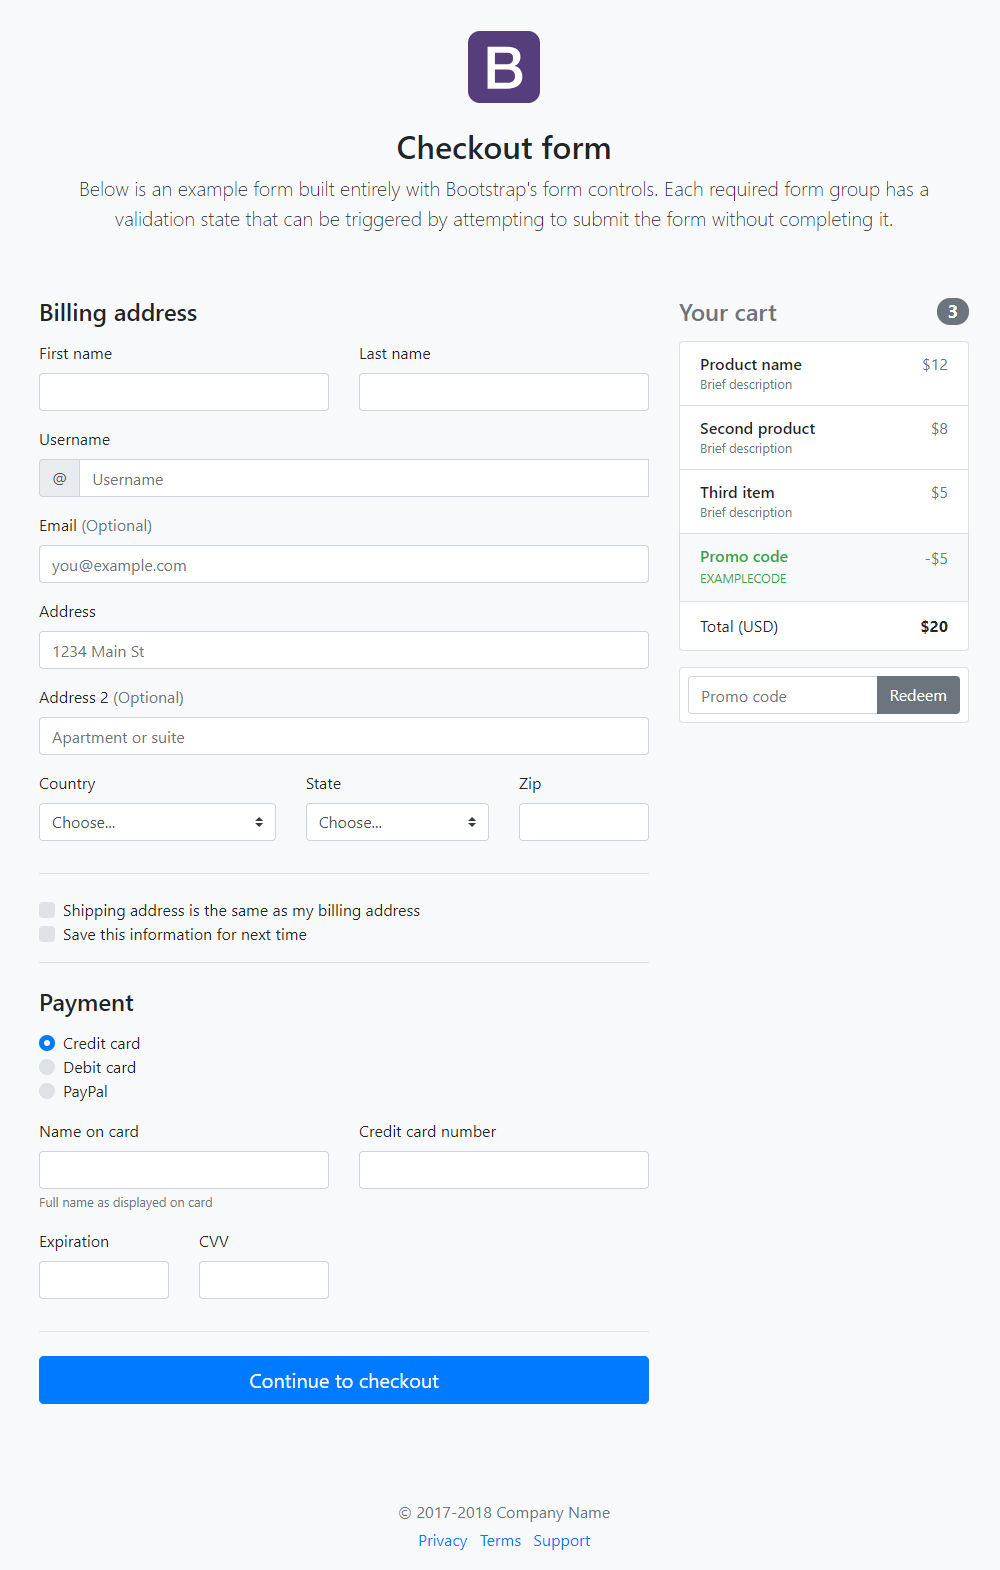 B
Checkout form
Below is an example form built entirely with Bootstrap's form controls. Each required form group has a
validation state that can be triggered by attempting to submit the form without completing it.
Billing address
First name Last name
Username
@ Username
Email (Optional)
you@example.com
Address
1234 Main St
Address 2 (Optional)
Apartment or suite
Country State Zip
Choose... Choose...
Shipping address is the same as my billing address
Save this information for next time
Payment
Credit card
Debit card
PayPal
Name on card Credit card number
Full name as displayed on card
Expiration CVV
Continue to checkout
Your cart 3
Product name $12
Brief description
Second product $8
Brief description
Third item $5
Brief description
Promo code -$5
EXAMPLECODE
Total (USD) $20
Promo code Redeem
© 2017-2018 Company Name
Privacy Terms Support